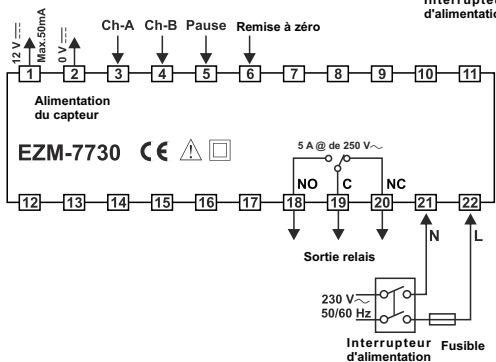 Interrupteur
d'alimentation
12 V
Max.50mA
0 V
Ch-A Ch-B Pause Remise à zéro
1 2 3 4 5 6 7 8 9 10 11
Alimentation
du capteur
EZM-7730 CE
5 A @ de 250 V~
NO C NC
12 13 14 15 16 17 18 19 20 21 22
N L
Sortie relais
230 V~
50/60 Hz
Interrupteur Fusible
d'alimentation